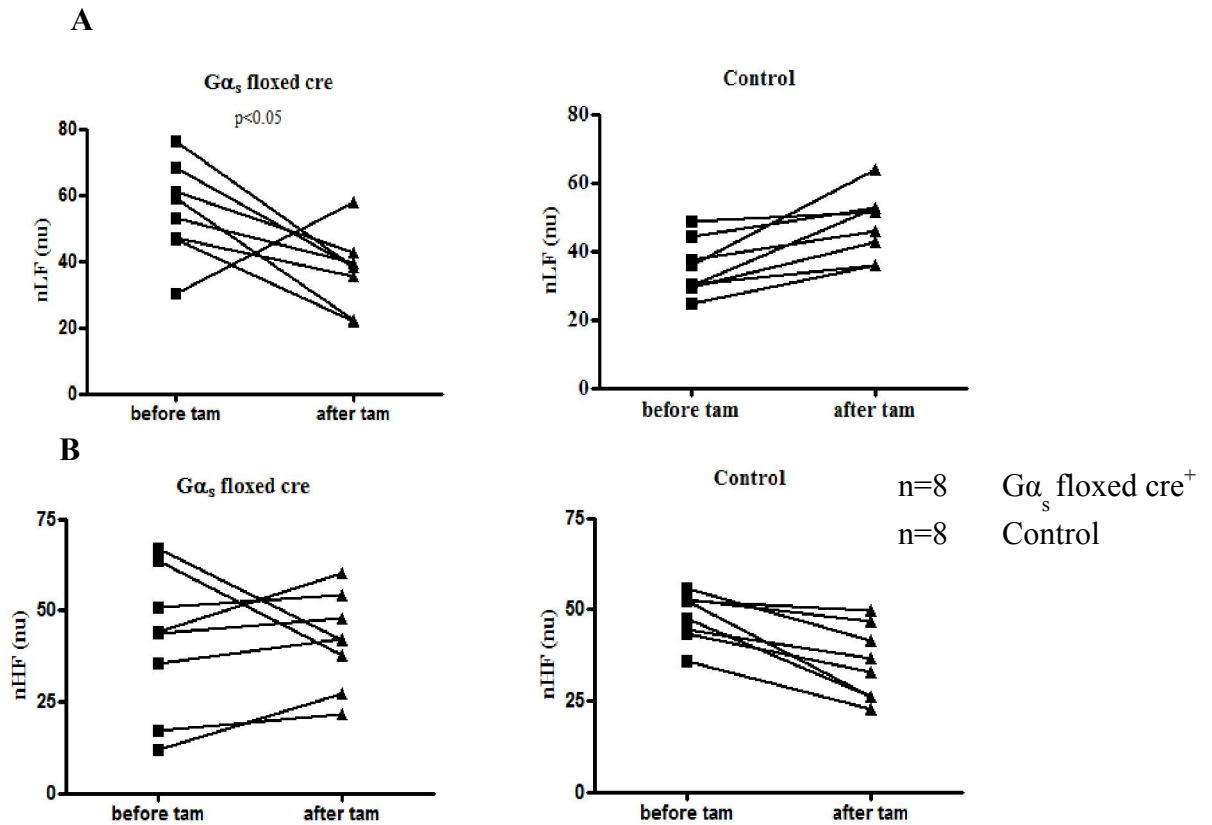 A
Gαs floxed cre
p<0.05
nLF (nu)
80
60
40
20
0
before tam after tam
Control
nLF (nu)
80
60
40
20
0
before tam after tam
B
Gαs floxed cre
nHF (nu)
75
50
25
0
before tam after tam
Control
nHF (nu)
75
50
25
0
before tam after tam
n=8 Gαs floxed cre+
n=8 Control